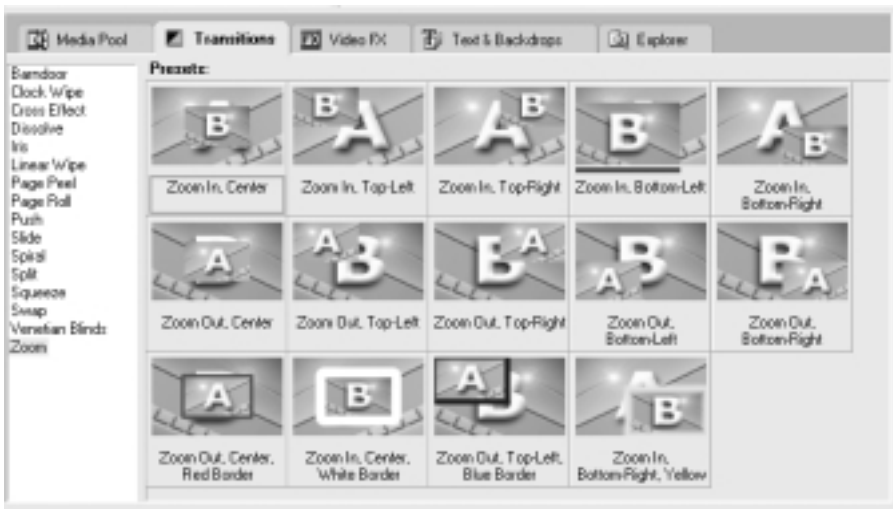 Media Pool
Transitions
Video FX
Text & Backdrops
Explorer
Barndoor
Clock Wipe
Cross Effect
Dissolve
Iris
Linear Wipe
Page Peel
Page Roll
Push
Slide
Spiral
Split
Squeeze
Swap
Venetian Blinds
Zoom
Presets:
B
B A
A B
B
A B
Zoom In, Center
Zoom In, Top-Left
Zoom In, Top-Right
Zoom In, Bottom-Left
Zoom In,
Bottom-Right
A
A B
B A
A B
B A
Zoom Out, Center
Zoom Out, Top-Left
Zoom Out, Top-Right
Zoom Out,
Bottom-Left
Zoom Out,
Bottom-Right
A
B
A B
A B
Zoom Out, Center,
Red Border
Zoom In, Center,
White Border
Zoom Out, Top-Left,
Blue Border
Zoom In,
Bottom-Right, Yellow